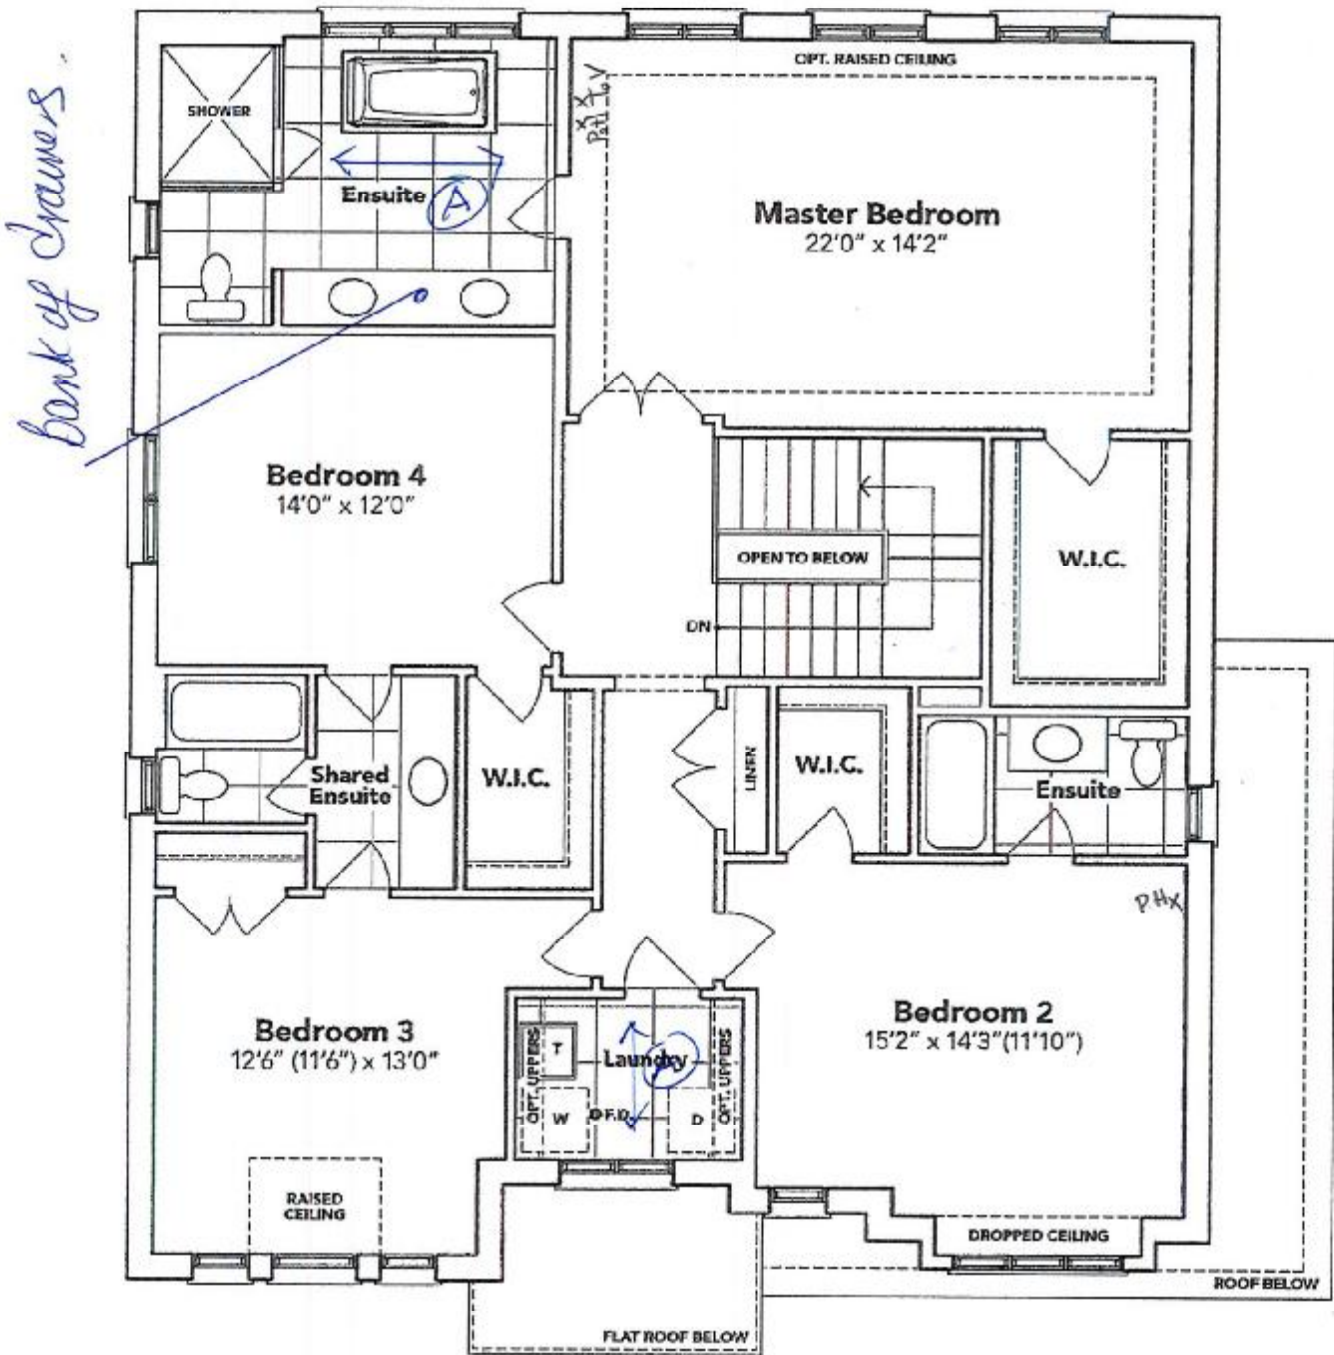 Bank of drawers.
OPT. RAISED CEILING
SHOWER
Ensuite
A
Master Bedroom
22'0" x 14'2"
Bedroom 4
14'0" x 12'0"
OPEN TO BELOW
W.I.C.
DN
Shared
Ensuite
W.I.C.
LINEN
W.I.C.
Ensuite
P.H X
Bedroom 3
12'6" (11'6") x 13'0"
Bedroom 2
15'2" x 14'3"(11'10")
OPT. UPPERS
T
Laundry
A
OPT. UPPERS
W
F.D.
D
RAISED
CEILING
DROPPED CEILING
ROOF BELOW
FLAT ROOF BELOW